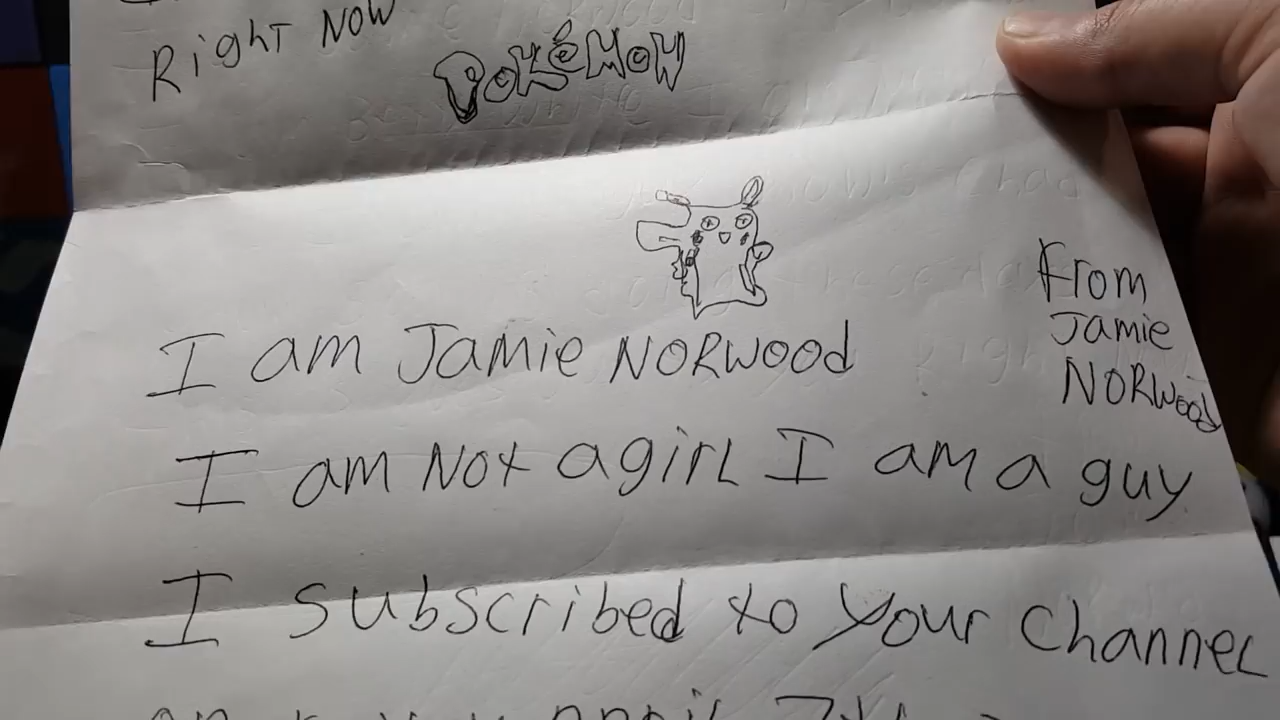 Right NOW
POKéMON
From
Jamie
NORWood
I am Jamie NORWOOd
I am Not a girL I am a guy
I subscribed to your channeL